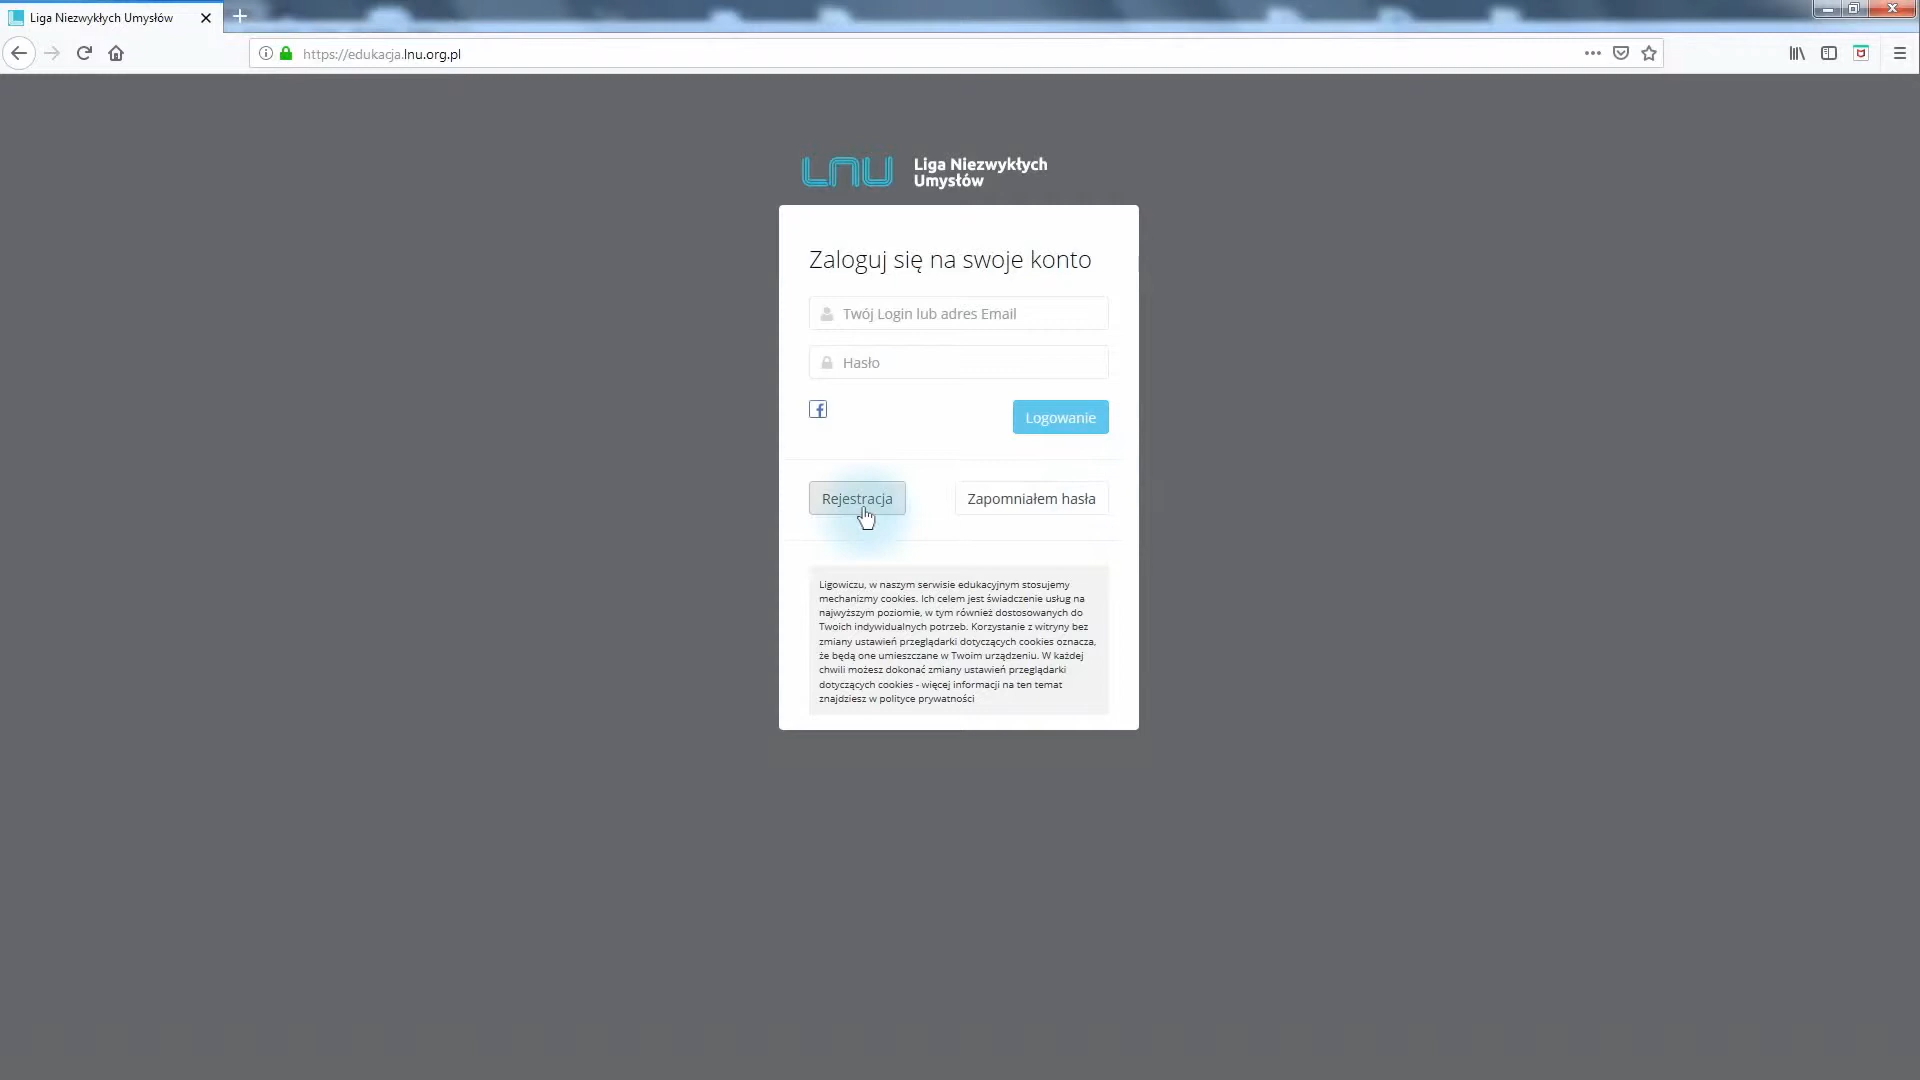 Liga Niezwykłych Umysłów
https://edukacja.lnu.org.pl
LNU
Liga Niezwykłych
Umysłów
Zaloguj się na swoje konto
Twój Login lub adres Email
Hasło
Logowanie
Rejestracja
Zapomniałem hasła
Ligowiczu, w naszym serwisie edukacyjnym stosujemy
mechanizmy cookies. Ich celem jest świadczenie usług na
najwyższym poziomie, w tym również dostosowanych do
Twoich indywidualnych potrzeb. Korzystanie z witryny bez
zmiany ustawień przeglądarki dotyczących cookies oznacza,
że będą one umieszczane w Twoim urządzeniu. W każdej
chwili możesz dokonać zmiany ustawień przeglądarki
dotyczących cookies - więcej informacji na ten temat
znajdziesz w polityce prywatności